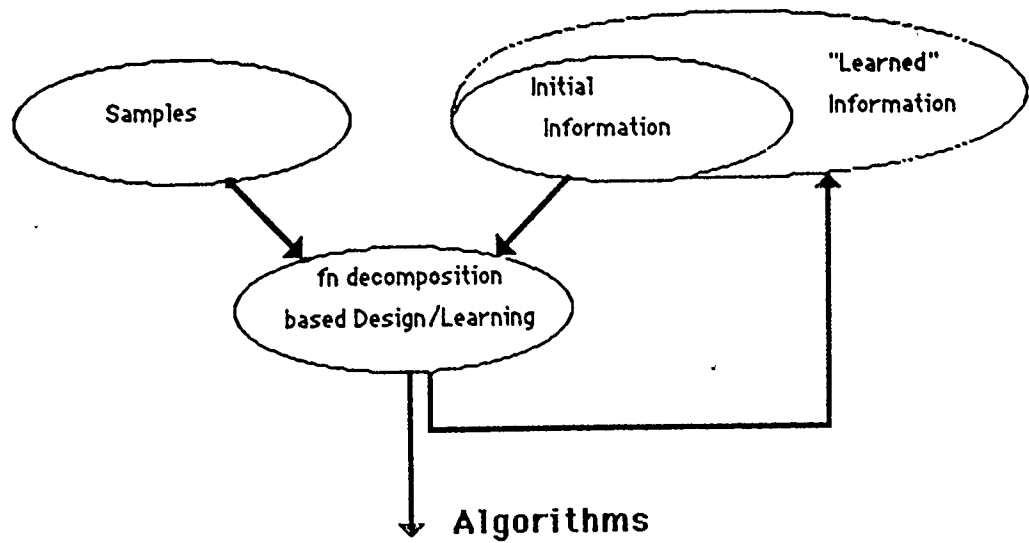 Samples
Initial
Information
"Learned"
Information
fn decomposition
based Design/Learning
Algorithms